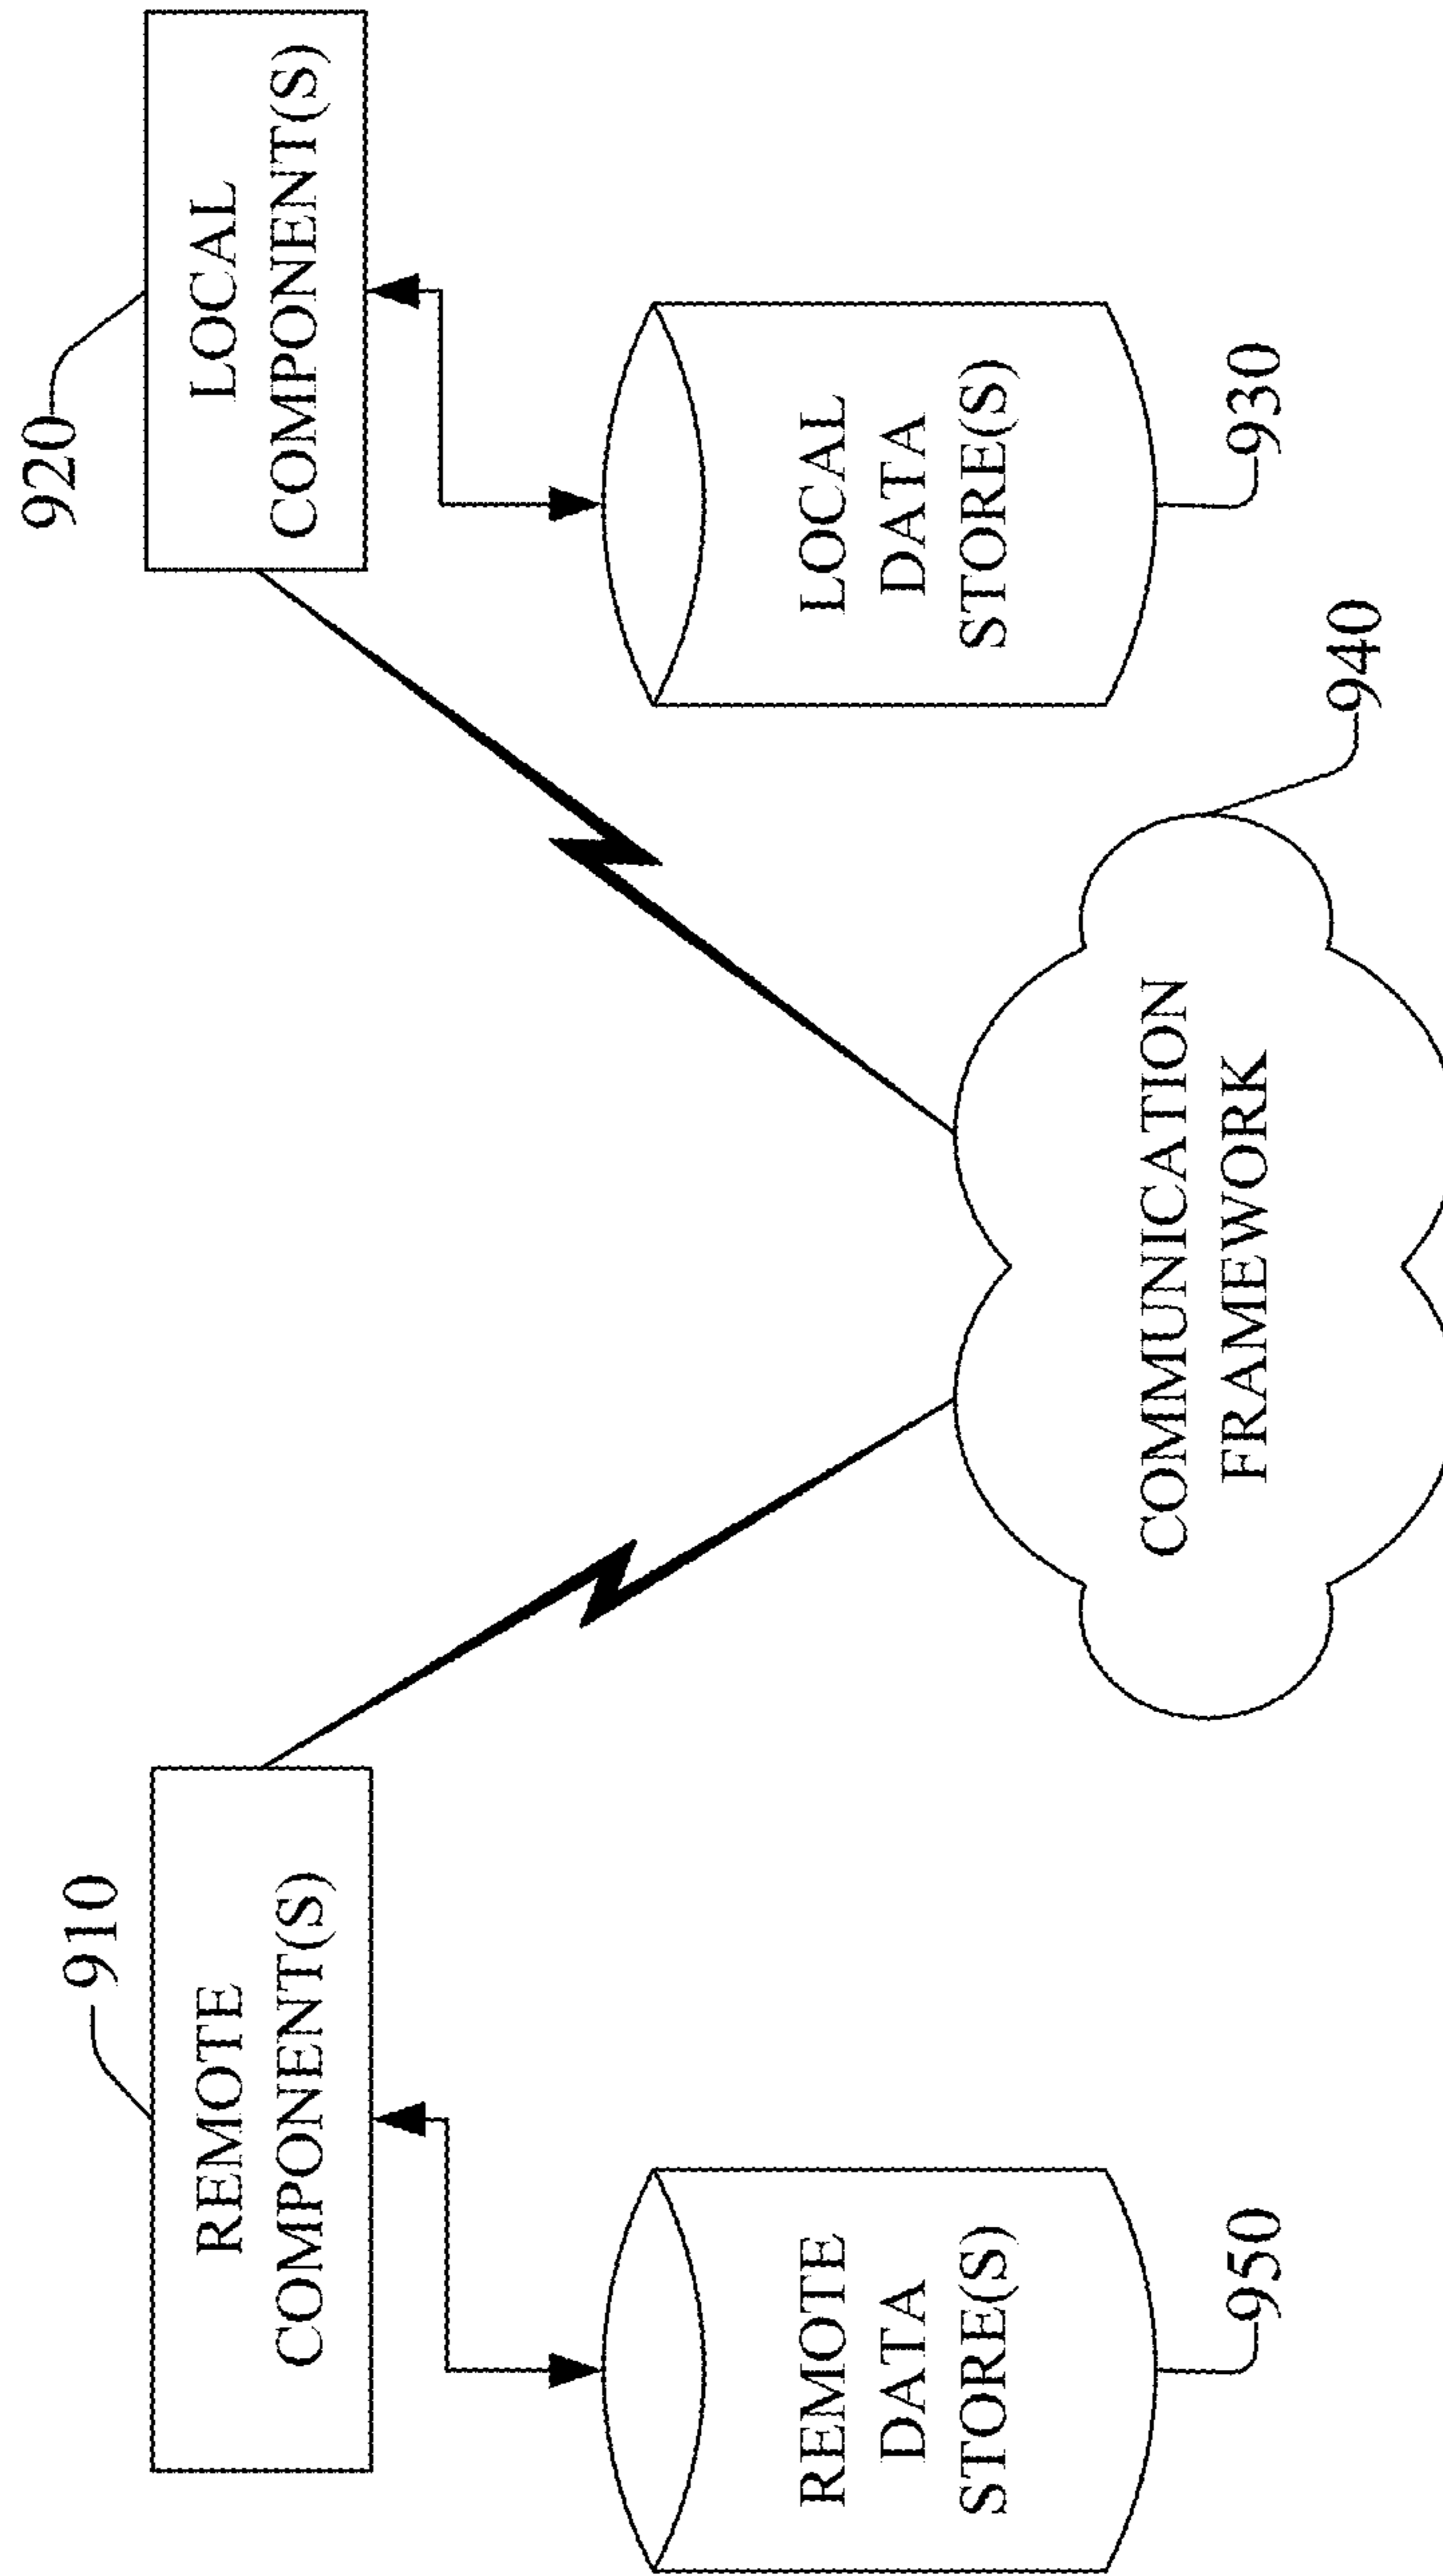 910
REMOTE
COMPONENT(S)
920
LOCAL
COMPONENT(S)
REMOTE
DATA
STORE(S)
950
COMMUNICATION
FRAMEWORK
940
LOCAL
DATA
STORE(S)
930